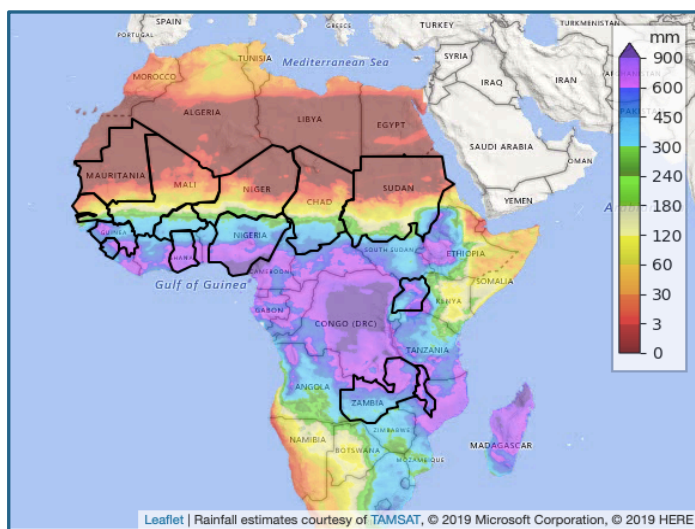 SPAIN
PORTUGAL
GREECE
TURKEY
TURKMENISTAN
TUNISIA
Mediterranean Sea
SYRIA
MOROCCO
IRAQ
IRAN
ALGERIA
LIBYA
EGYPT
SAUDI ARABIA
OMAN
MAURITANIA
MALI
NIGER
CHAD
SUDAN
YEMEN
GUINEA
NIGERIA
GHANA
SOUTH SUDAN
ETHIOPIA
CAMEROON
SOMALIA
Gulf of Guinea
GABON
KENYA
CONGO (DRC)
TANZANIA
ANGOLA
ZAMBIA
ZIMBABWE
MADAGASCAR
NAMIBIA
BOTSWANA
MOZAMBIQUE
mm
900
600
450
300
240
180
120
60
30
3
0
Leaflet | Rainfall estimates courtesy of TAMSAT, © 2019 Microsoft Corporation, © 2019 HERE